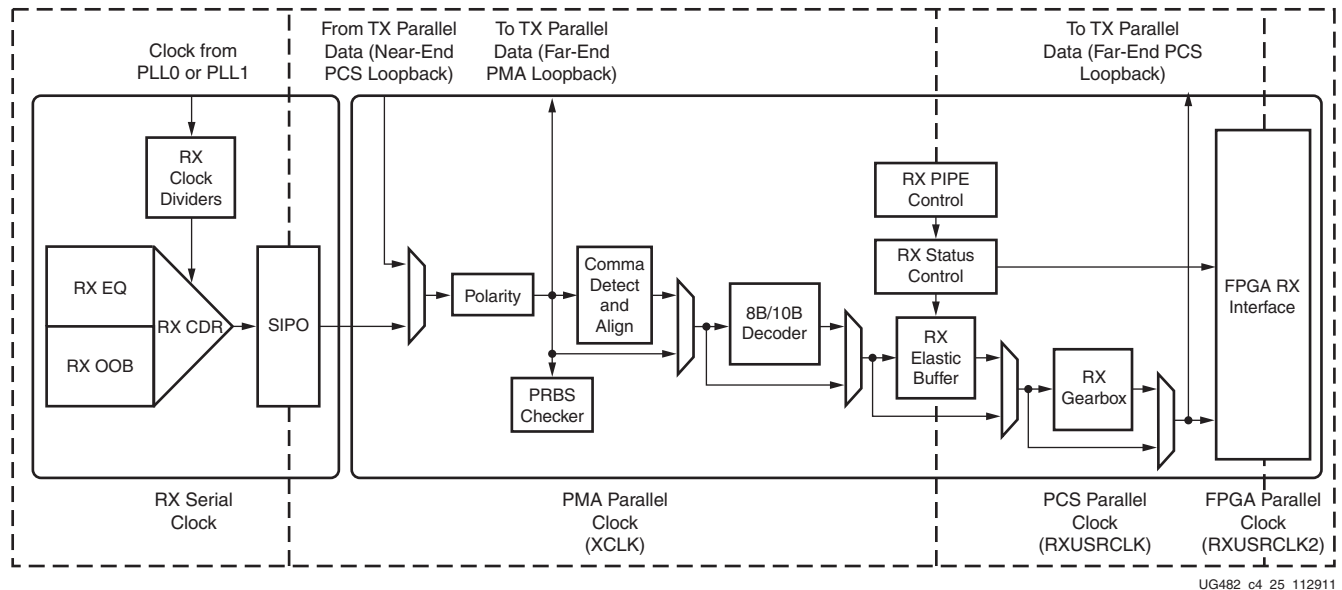 From TX Parallel
Data (Near-End
PCS Loopback)
To TX Parallel
Data (Far-End
PMA Loopback)
To TX Parallel
Data (Far-End PCS
Loopback)
Clock from
PLL0 or PLL1
RX
Clock
Dividers
RX EQ
RX OOB
RX CDR
SIPO
Polarity
Comma
Detect
and
Align
PRBS
Checker
8B/10B
Decoder
RX PIPE
Control
RX Status
Control
RX
Elastic
Buffer
RX
Gearbox
FPGA RX
Interface
RX Serial
Clock
PMA Parallel
Clock
(XCLK)
PCS Parallel
Clock
(RXUSRCLK)
FPGA Parallel
Clock
(RXUSRCLK2)
UG482_c4_25_112911